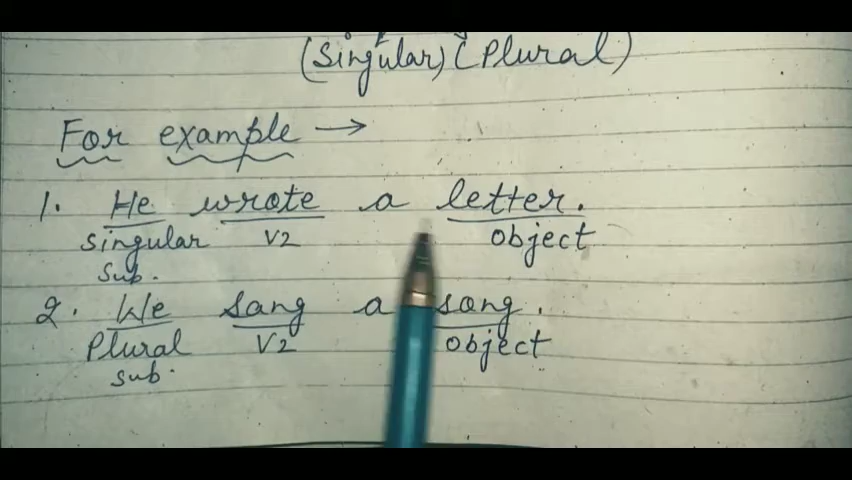 (Singular) (Plural)
For example →
1. He wrote a letter.
Singular V2 object
Sub.
2. We sang a song.
Plural V2 object
sub.